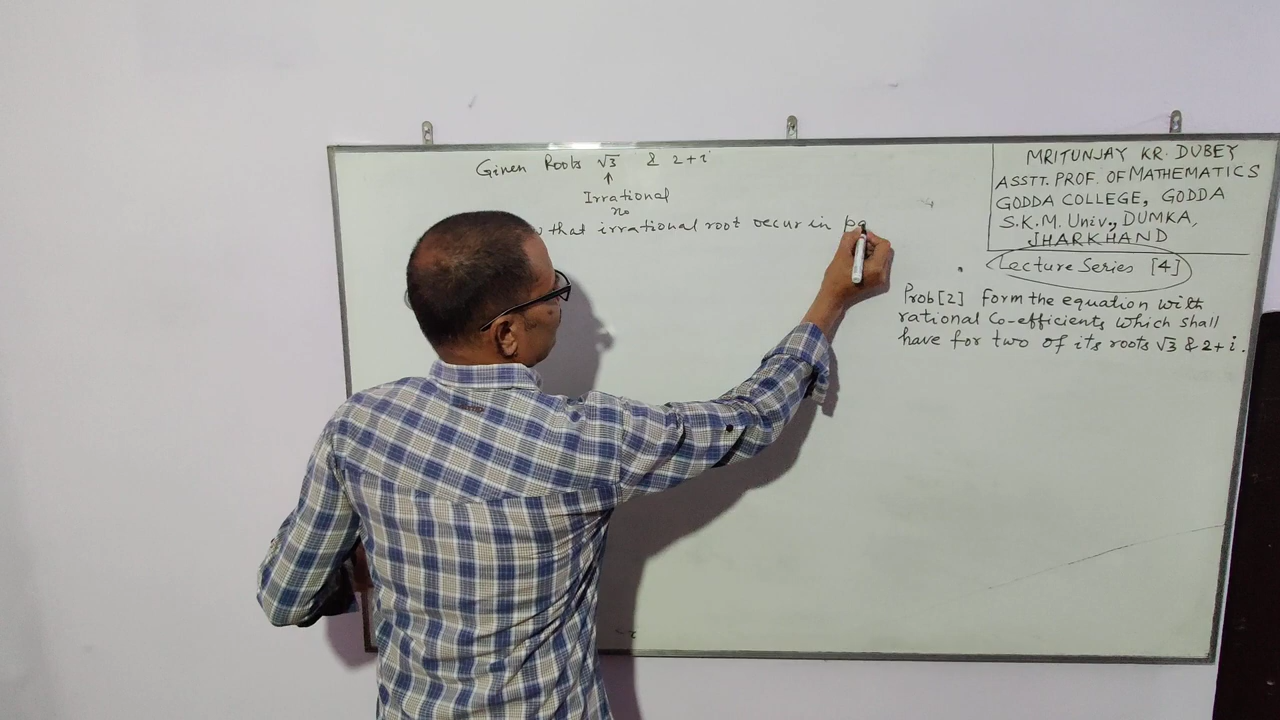 Given Roots √3 & 2+i
↑
Irrational
no
that irrational root occur in pa
MRITUNJAY KR. DUBEY
ASSTT. PROF. OF MATHEMATICS
GODDA COLLEGE, GODDA
S.K.M. Univ., DUMKA,
JHARKHAND
Lecture Series [4]
Prob[2] Form the equation with
rational Co-efficients which shall
have for two of its roots √3 & 2+i.